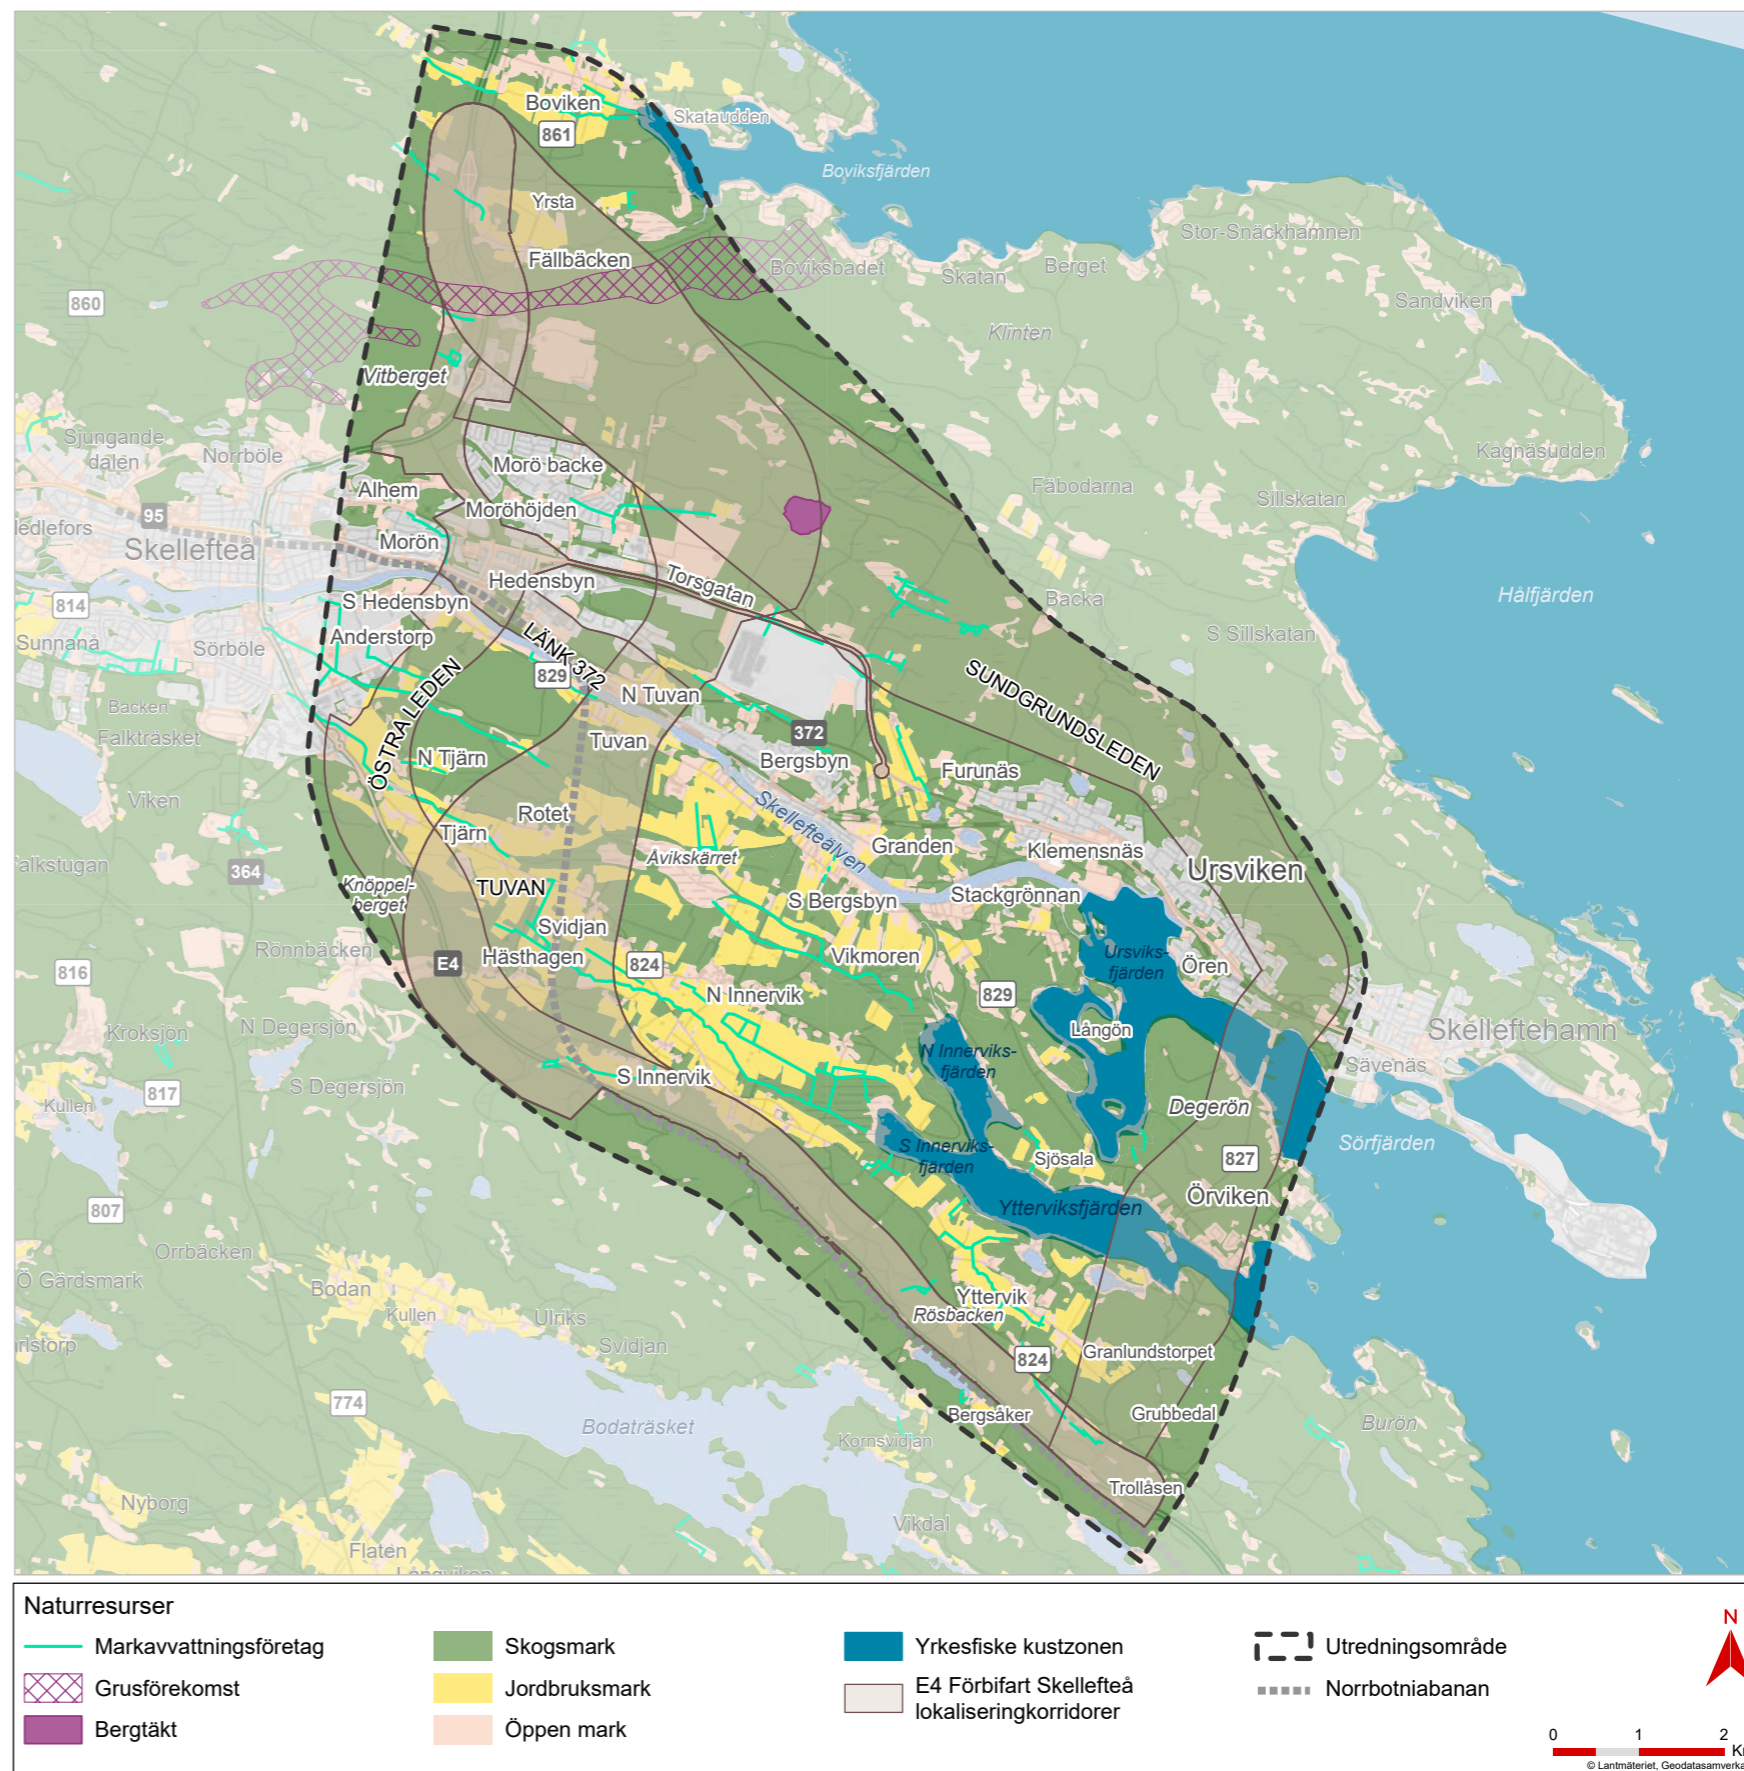 Boviken
861
Skataudden
Boviksfjärden
Yrsta
Fällbäcken
Boviksbadet
Skatan
Berget
Stor-Snäckhamnen
Sandviken
860
Klinten
Vitberget
Sjungande
dalen
Norrböle
Morö backe
Kågnäsudden
Alhem
Moröhöjden
Fäbodarna
Sillskatan
95
Skellefteå
Morön
Hedensbyn
Torsgatan
Backa
Hålfjärden
814
S Hedensbyn
Sunnanå
Sörböle
Anderstorp
LÄNK 372
S Sillskatan
829
N Tuvan
SUNDGRUNDSLEDEN
Backen
Falkträsket
ÖSTRA LEDEN
Tuvan
372
N Tjärn
Bergsbyn
Furunäs
Viken
Rotet
Tjärn
Skellefteälven
Granden
Klemensnäs
364
Åvikskärret
Ursviken
Knöppel-
berget
TUVAN
S Bergsbyn
Stackgrönnan
Svidjan
Rönnbäcken
Hästhagen
E4
824
Vikmoren
Ursviks-
fjärden
Ören
816
N Innervik
829
Kroksjön
N Degersjön
Långön
Skelleftehamn
N Innerviks-
fjärden
Sävenäs
S Degersjön
817
S Innervik
Kullen
Degerön
Sörfjärden
S Innerviks-
fjärden
Sjösala
827
Örviken
807
Ytterviksfjärden
Orrbäcken
Ö Gärdsmark
Bodan
Kullen
Ulriks
Yttervik
Rösbacken
Svidjan
824
Granlundstorpet
774
Bodaträsket
Bergsåker
Grubbedal
Burön
Kornsvidjan
Trollåsen
Nyborg
Vikdal
Flaten
Naturresurser
Markavvattningsföretag
Grusförekomst
Bergtäkt
Skogsmark
Jordbruksmark
Öppen mark
Yrkesfiske kustzonen
E4 Förbifart Skellefteå
lokaliseringkorridorer
Utredningsområde
Norrbotniabanan
N
0 1 2
© Lantmäteriet,